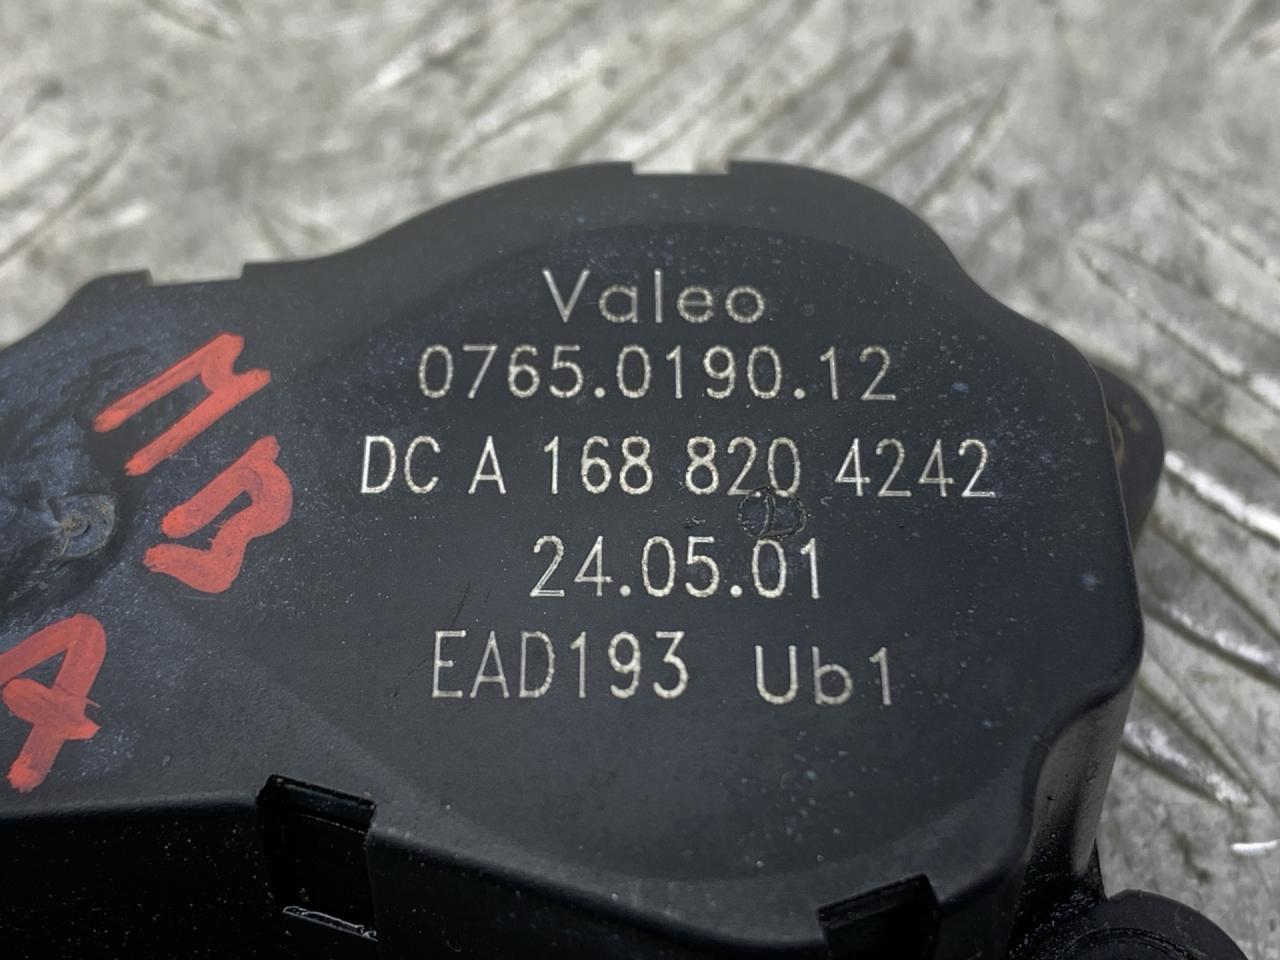 Valeo
0765.0190.12
DC A 168 820 4242
24.05.01
EAD193 Ub1